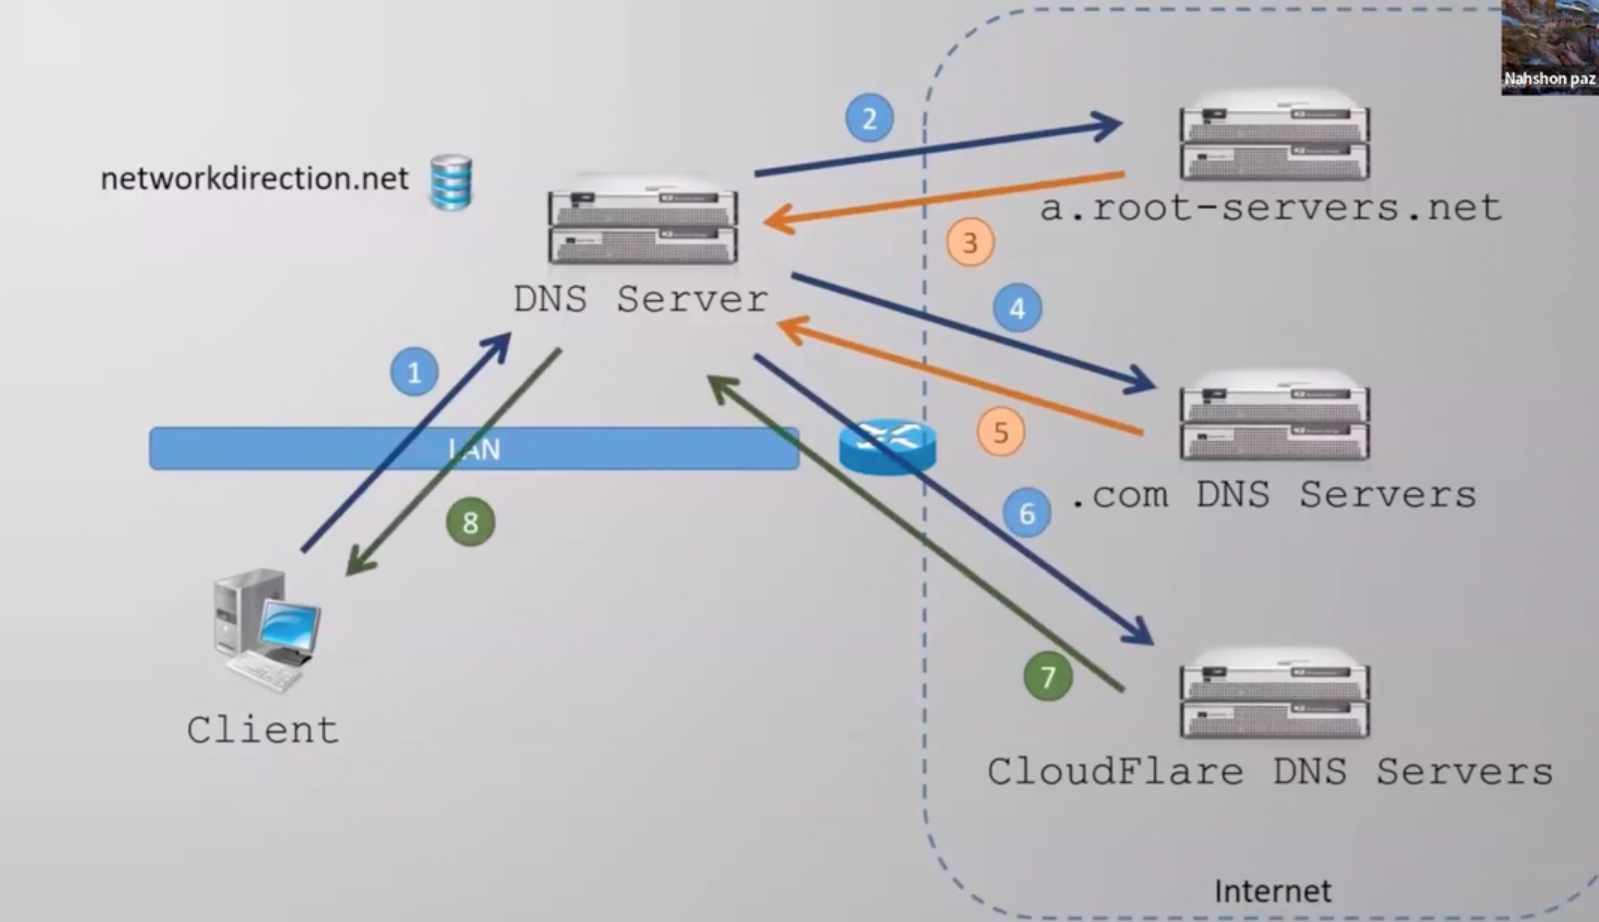 Nahshon paz
2
networkdirection.net
a.root-servers.net
3
DNS Server
4
1
5
LAN
.com DNS Servers
6
8
7
Client
CloudFlare DNS Servers
Internet